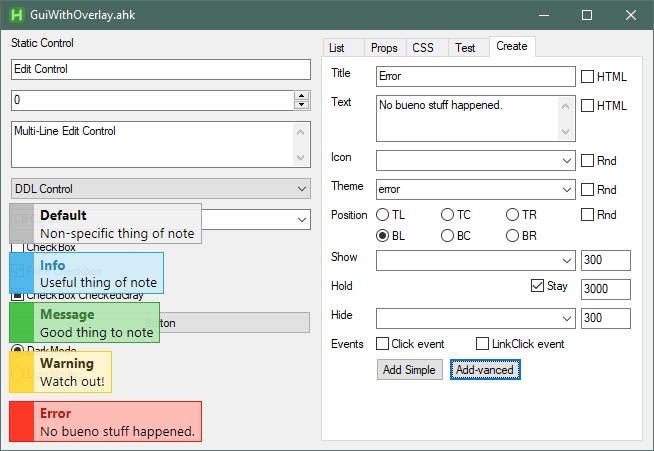 GuiWithOverlay.ahk
Static Control
Edit Control
0
Multi-Line Edit Control
DDL Control
Default
Non-specific thing of note
CheckBox
Info
Useful thing of note
CheckBox CheckedGray
Message
Good thing to note
Button
DarkMode
Warning
Watch out!
Error
No bueno stuff happened.
List Props CSS Test Create
Title Error HTML
Text No bueno stuff happened. HTML
Icon Rnd
Theme error Rnd
Position TL TC TR Rnd
BL BC BR
Show 300
Hold Stay 3000
Hide 300
Events Click event LinkClick event
Add Simple Add-vanced